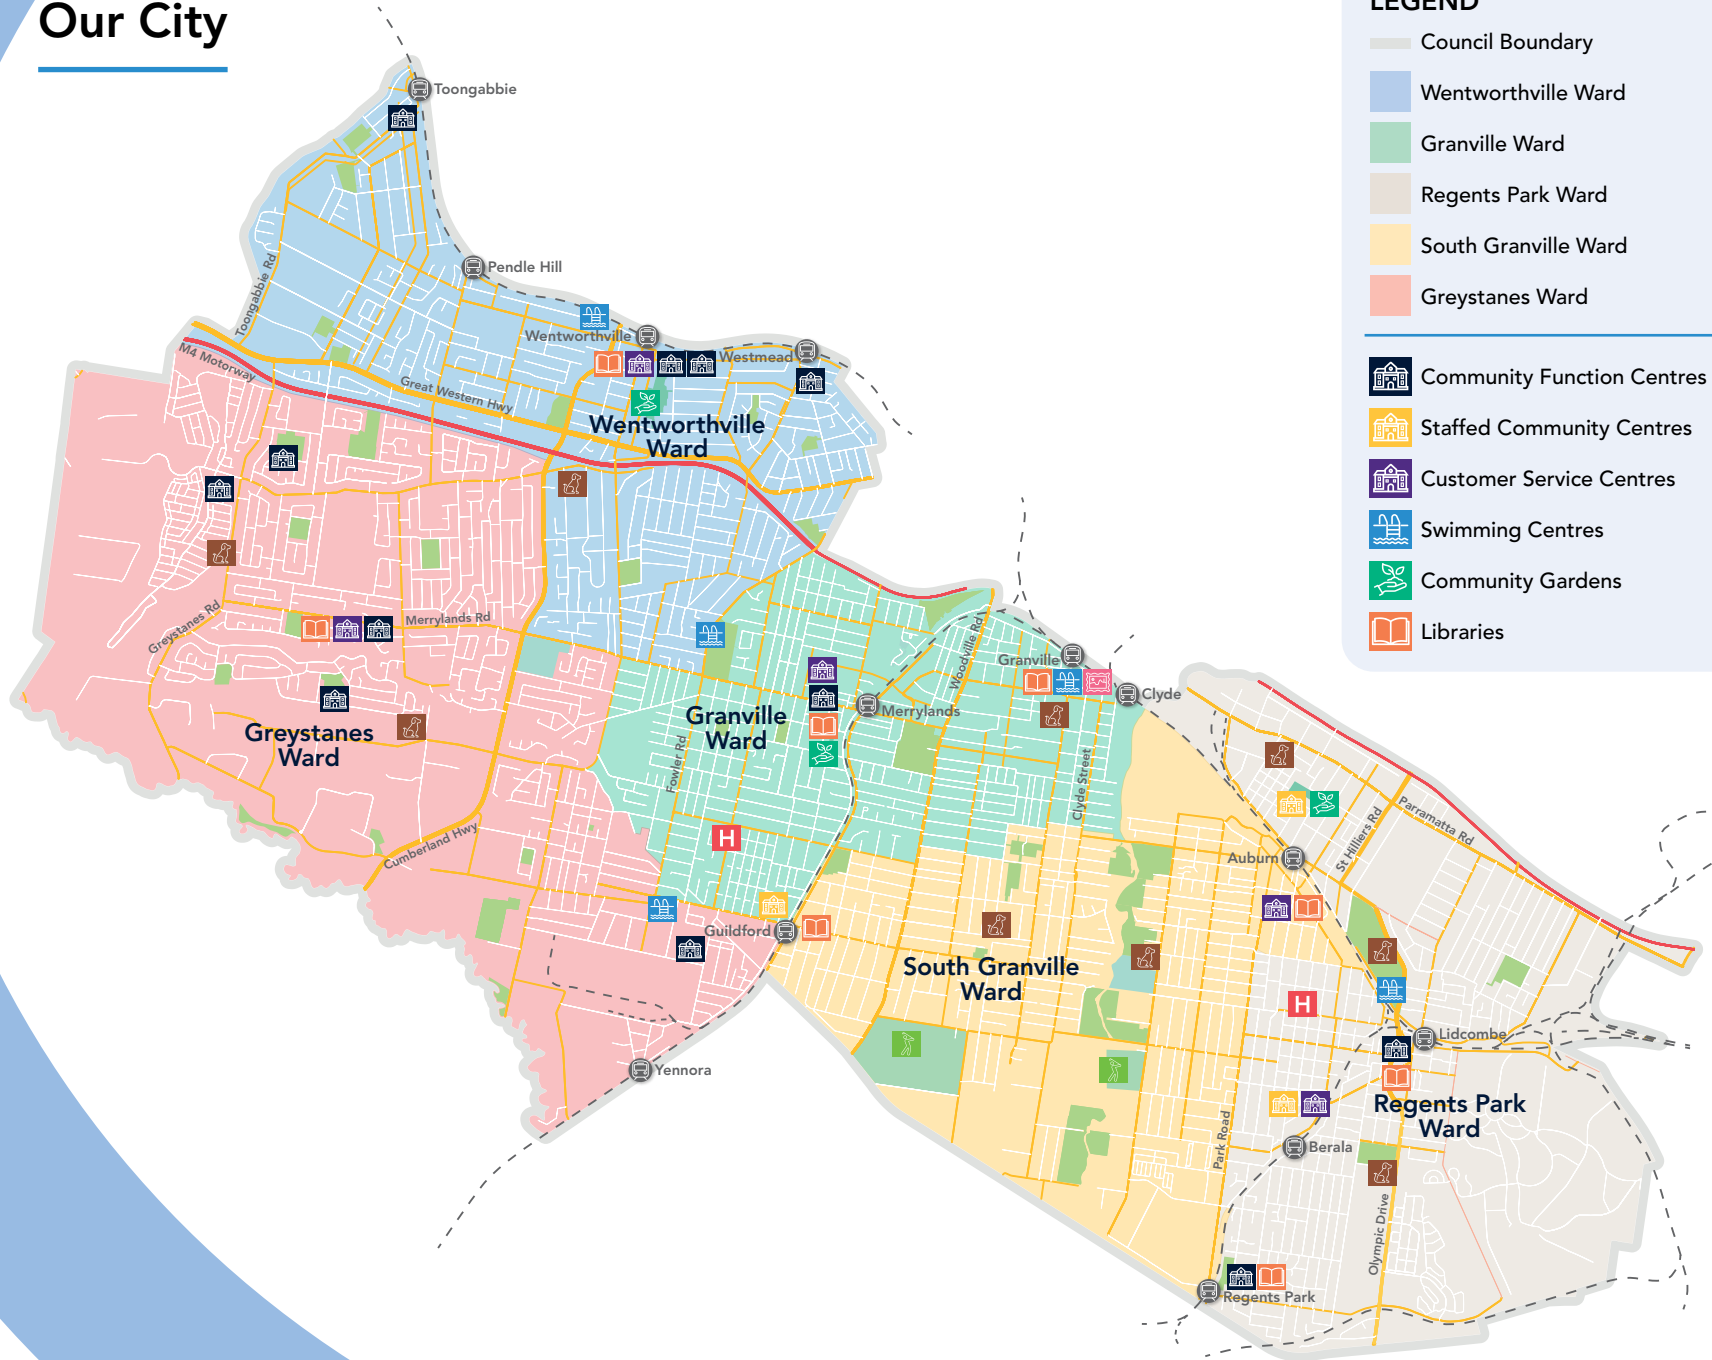 Our City
LEGEND
Council Boundary
Wentworthville Ward
Granville Ward
Regents Park Ward
South Granville Ward
Greystanes Ward
Community Function Centres
Staffed Community Centres
Customer Service Centres
Swimming Centres
Community Gardens
Libraries
Toongabbie
Pendle Hill
Toongabbie Rd
Wentworthville
Westmead
M4 Motorway
Great Western Hwy
Wentworthville
Ward
Greystanes Rd
Merrylands Rd
Woodville Rd
Granville
Clyde
Merrylands
Granville
Ward
Greystanes
Ward
Fowler Rd
Clyde Street
Parramatta Rd
St Hilliers Rd
Cumberland Hwy
H
Auburn
Guildford
South Granville
Ward
H
Lidcombe
Yennora
Regents Park
Ward
Park Road
Berala
Olympic Drive
Regents Park